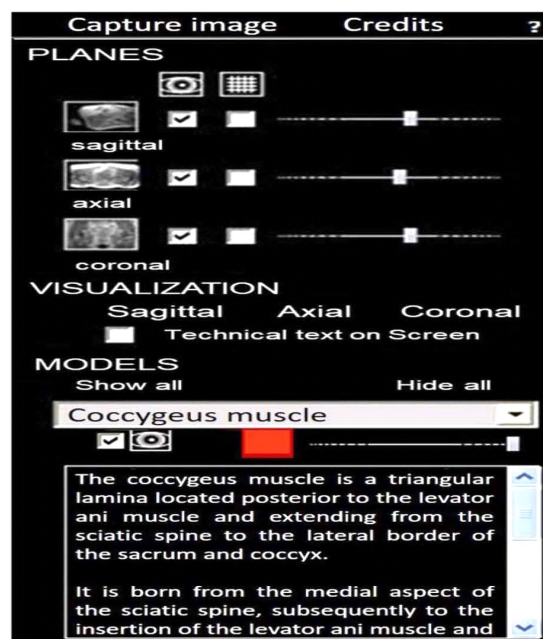 Capture image Credits ?
PLANES
sagittal
axial
coronal
VISUALIZATION
Sagittal Axial Coronal
Technical text on Screen
MODELS
Show all Hide all
Coccygeus muscle
The coccygeus muscle is a triangular
lamina located posterior to the levator
ani muscle and extending from the
sciatic spine to the lateral border of
the sacrum and coccyx.
It is born from the medial aspect of
the sciatic spine, subsequently to the
insertion of the levator ani muscle and